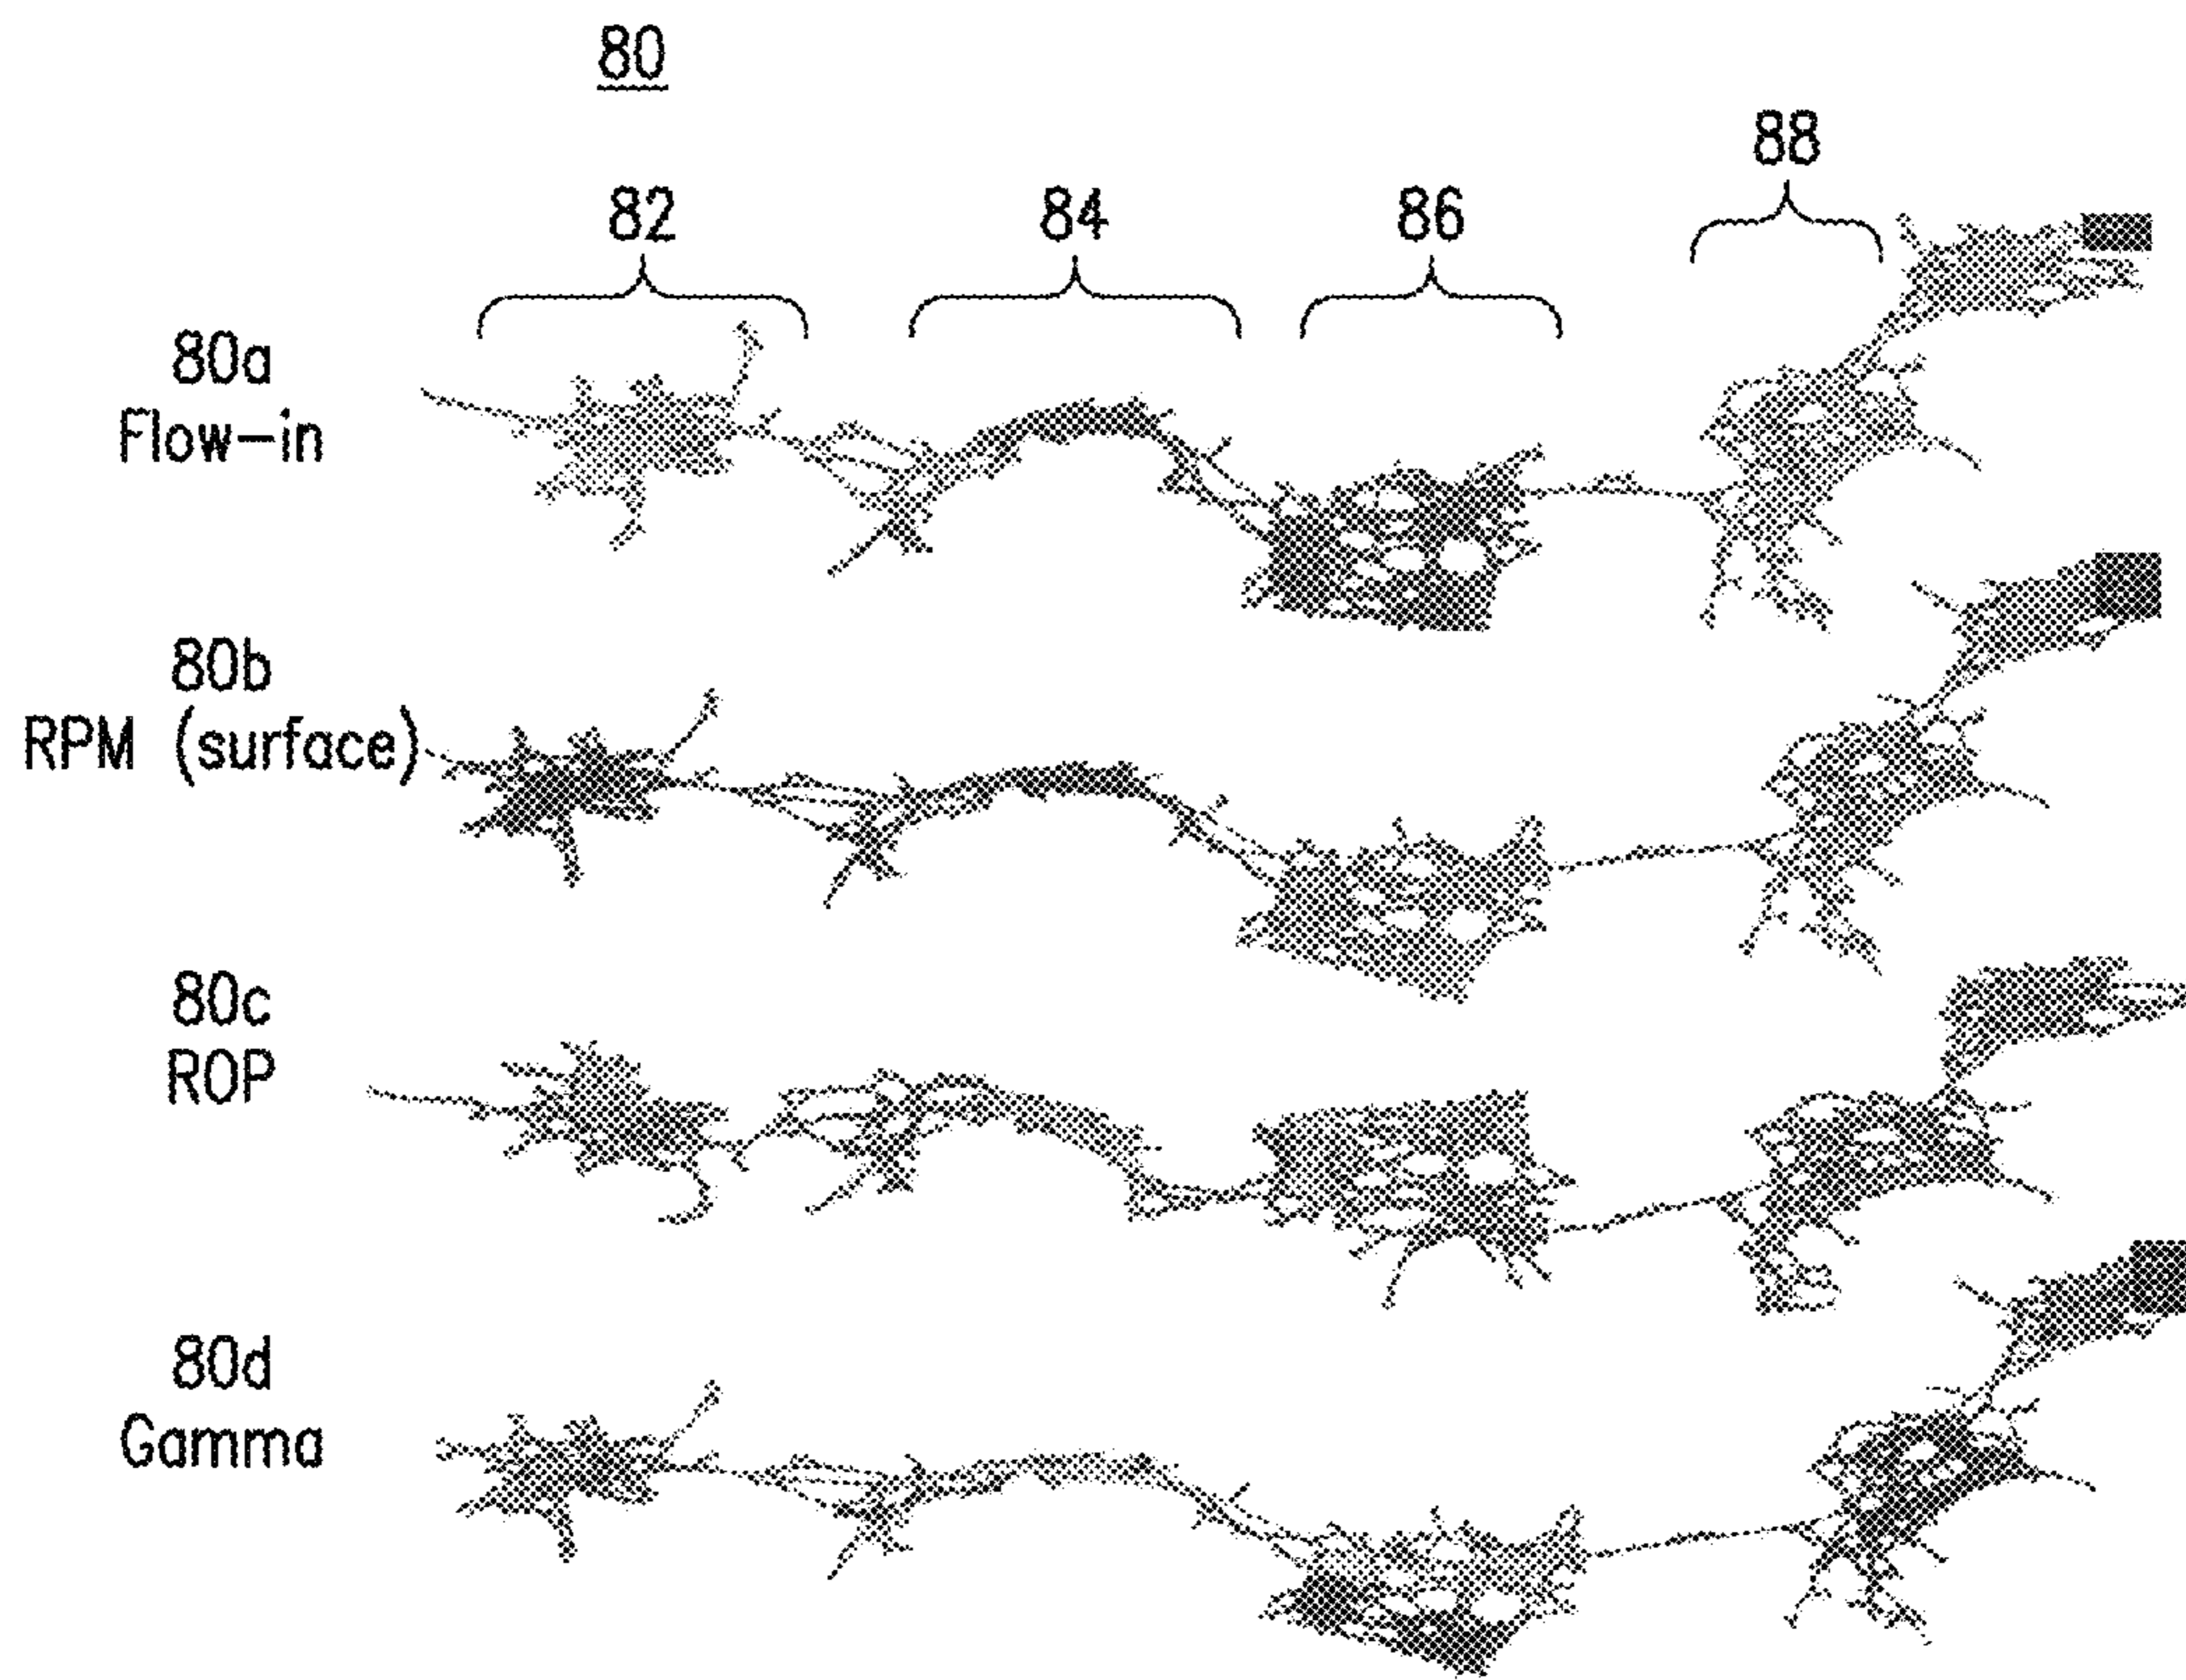 80
88
82 84 86
80a
Flow-in
80b
RPM (surface)
80c
ROP
80d
Gamma